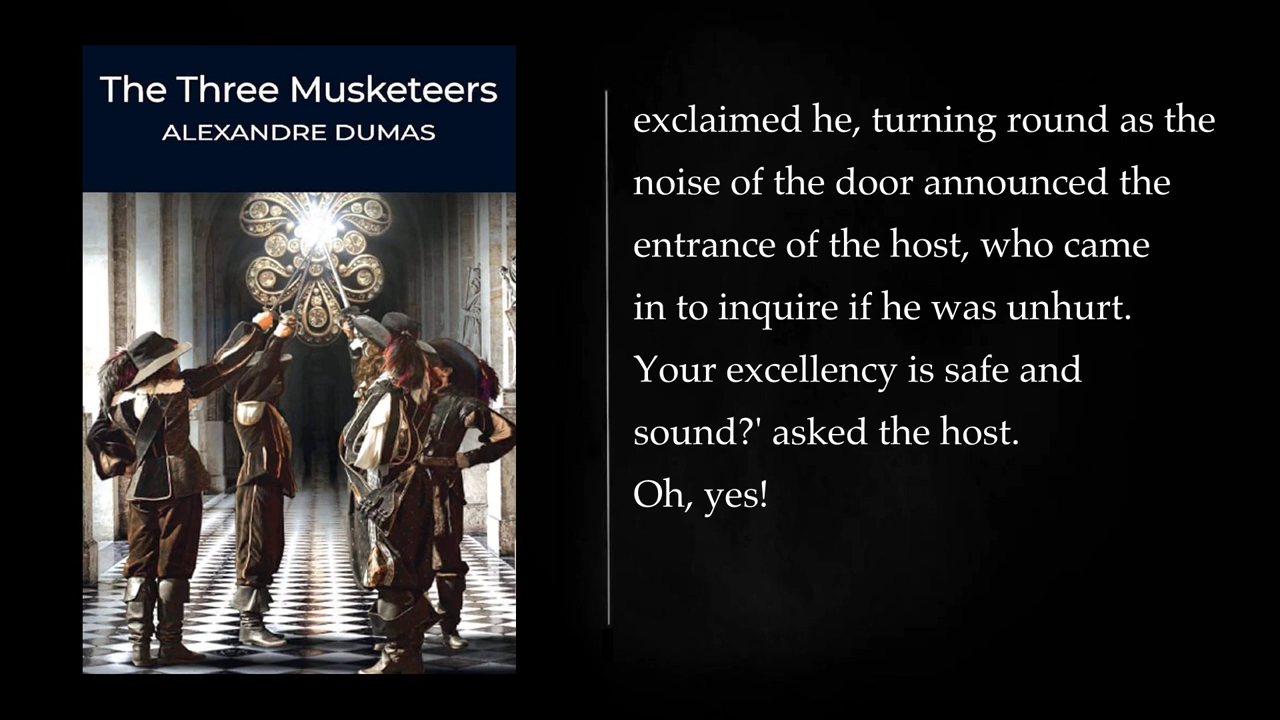 The Three Musketeers
ALEXANDRE DUMAS
exclaimed he, turning round as the
noise of the door announced the
entrance of the host, who came
in to inquire if he was unhurt.
Your excellency is safe and
sound?' asked the host.
Oh, yes!